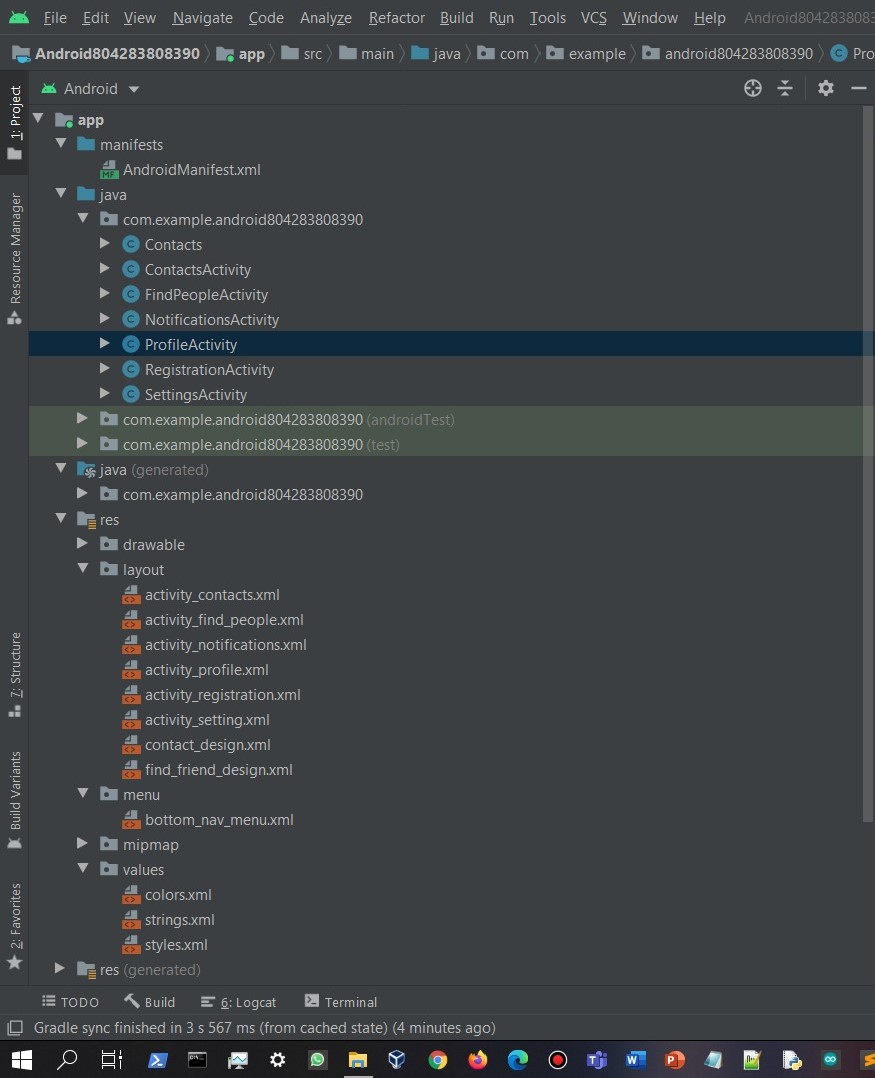 File Edit View Navigate Code Analyze Refactor Build Run Tools VCS Window Help Android804283808
Android804283808390 app src main java com example android804283808390 C Pro
1: Project
Android
app
manifests
MF AndroidManifest.xml
java
Resource Manager
com.example.android804283808390
C Contacts
C ContactsActivity
C FindPeopleActivity
C NotificationsActivity
C ProfileActivity
C RegistrationActivity
C SettingsActivity
com.example.android804283808390 (androidTest)
com.example.android804283808390 (test)
java (generated)
com.example.android804283808390
res
drawable
layout
activity_contacts.xml
activity_find_people.xml
activity_notifications.xml
7: Structure
activity_profile.xml
activity_registration.xml
activity_setting.xml
contact_design.xml
find_friend_design.xml
Build Variants
menu
bottom_nav_menu.xml
mipmap
values
2: Favorites
colors.xml
strings.xml
styles.xml
res (generated)
TODO Build 6: Logcat Terminal
Gradle sync finished in 3 s 567 ms (from cached state) (4 minutes ago)